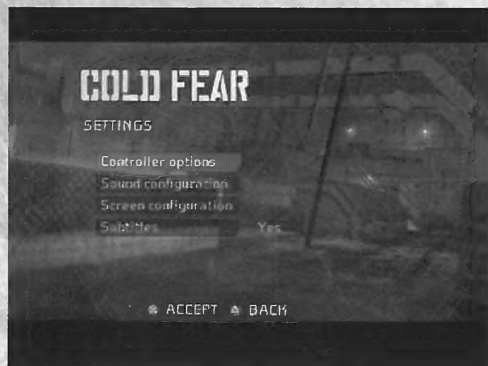 COLD FEAR
SETTINGS
Controller options
Sound configuration
Screen configuration
Subtitles Yes
ACCEPT BACK